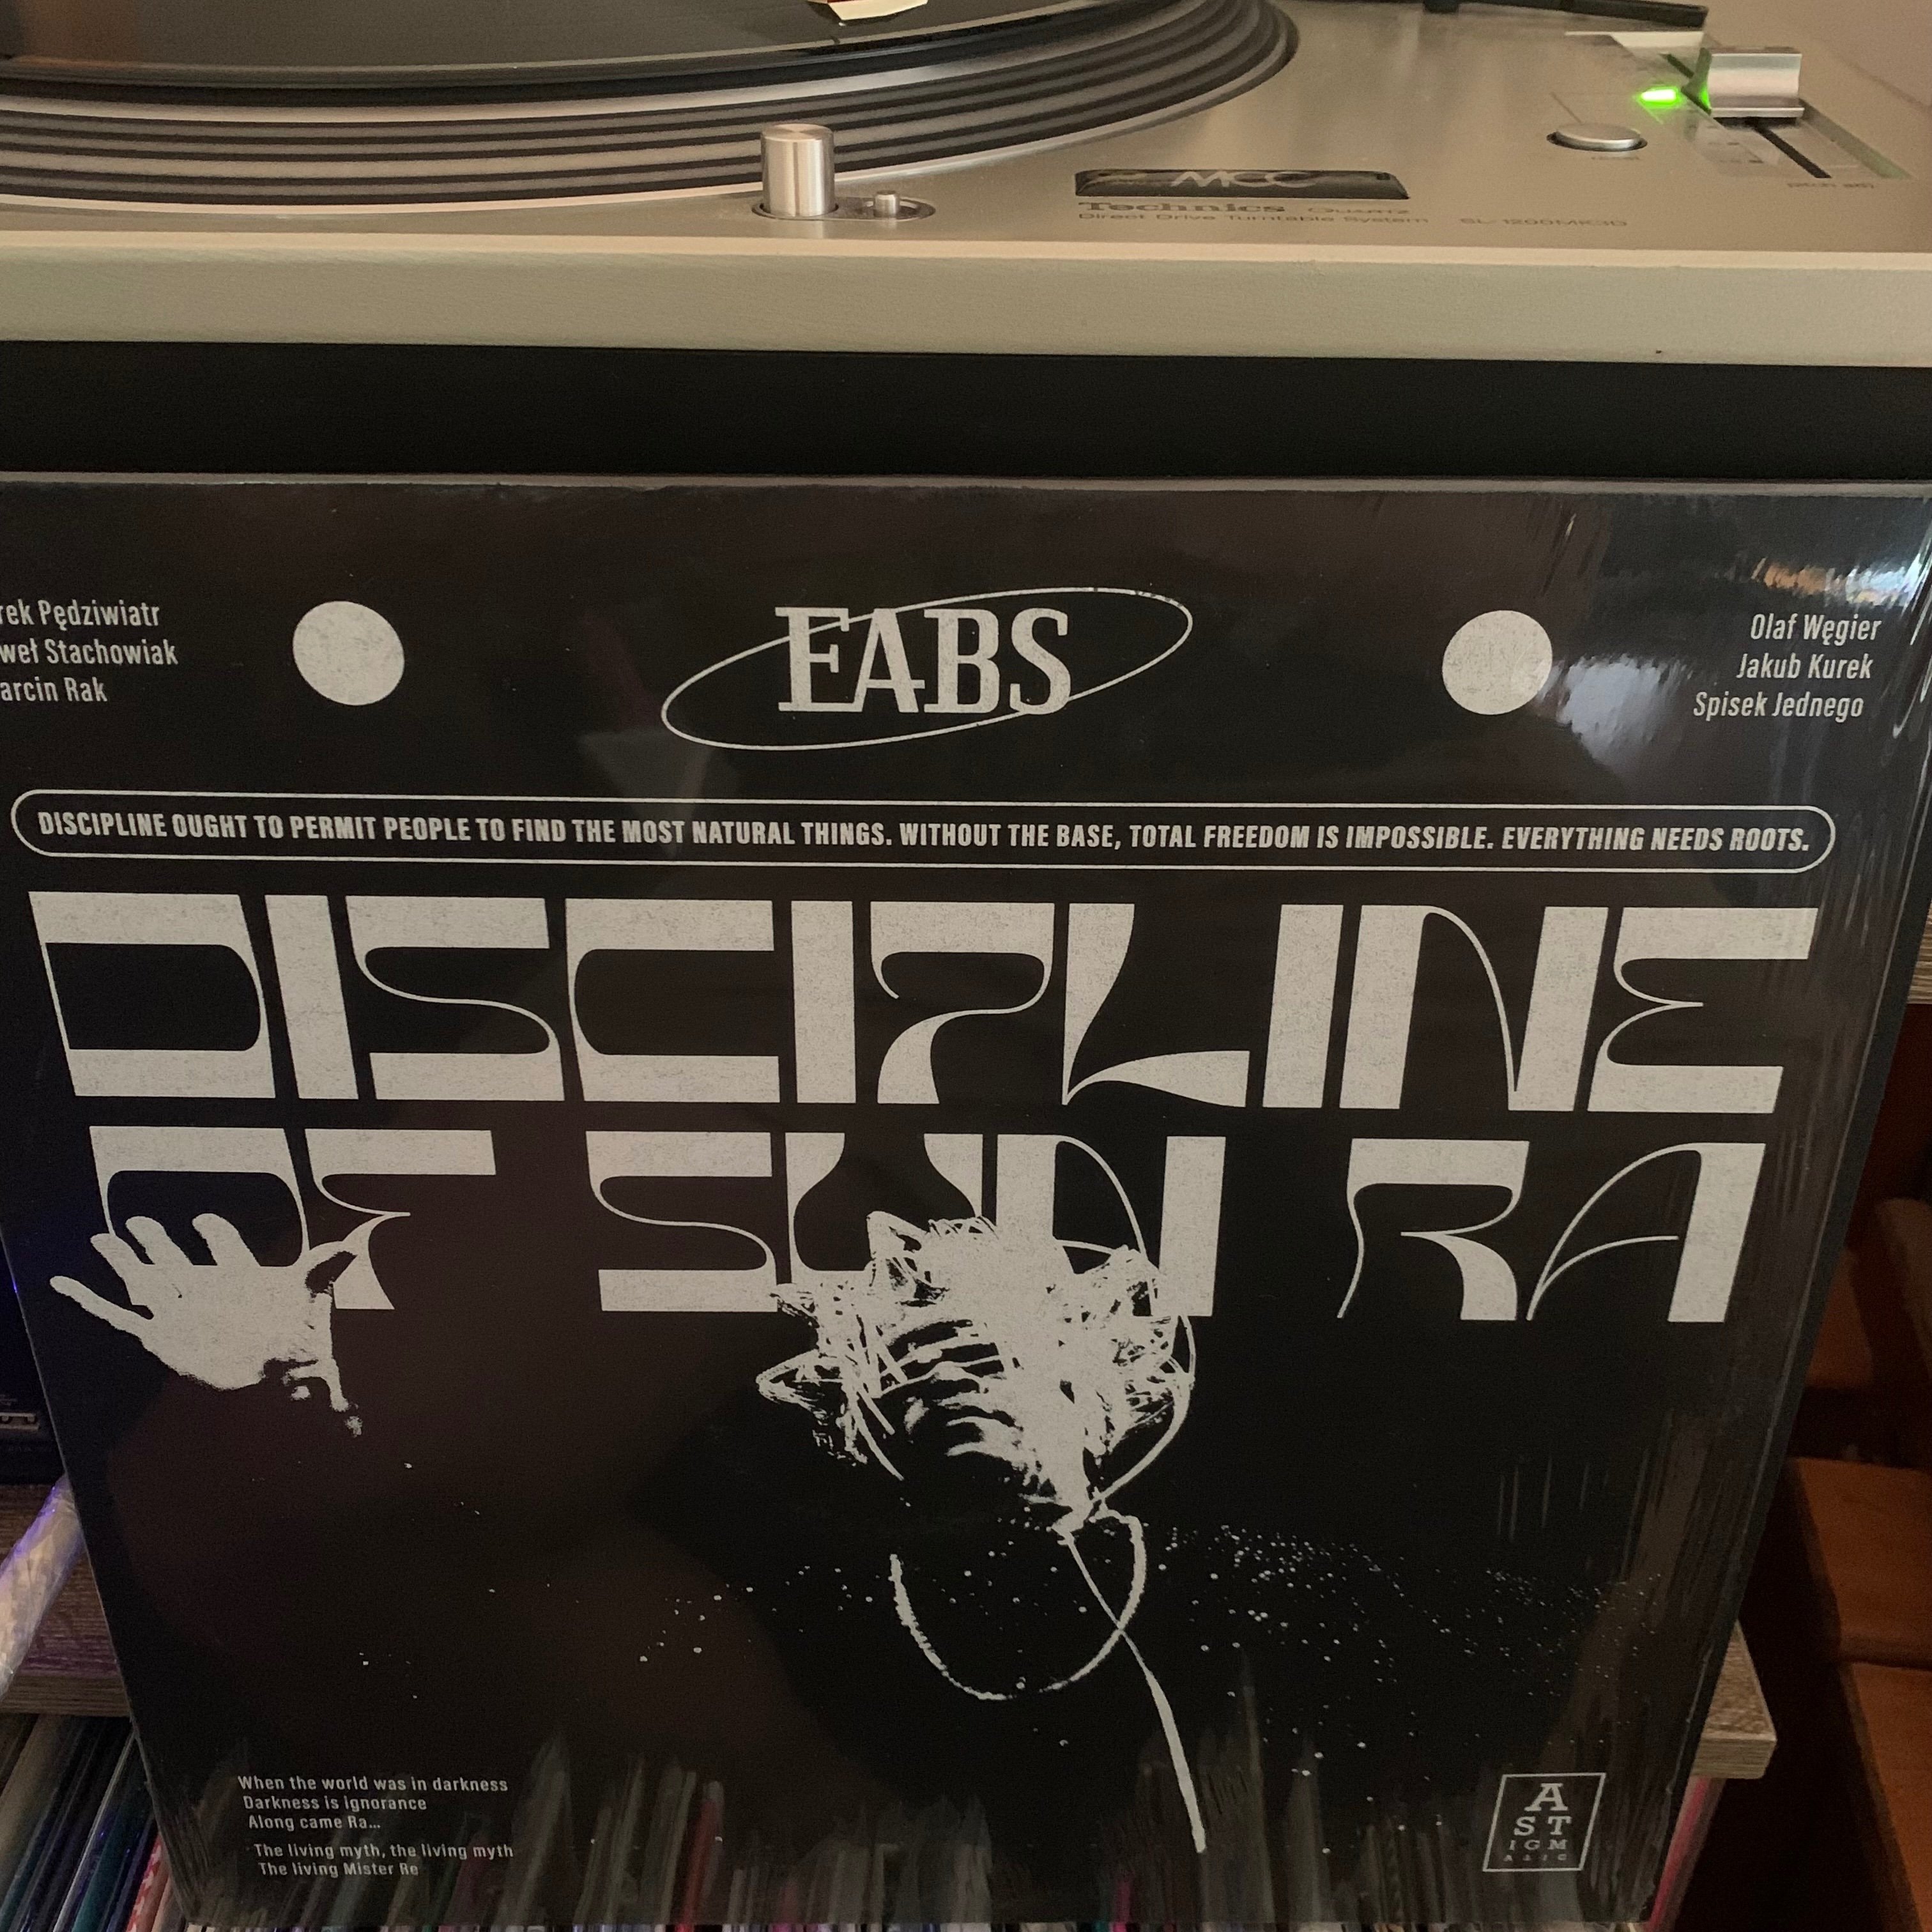 MCC
Technics Quartz
Direct Drive Turntable System
rek Pędziwiatr
weł Stachowiak
arcin Rak
EABS
Olaf Węgier
Jakub Kurek
Spisek Jednego
DISCIPLINE OUGHT TO PERMIT PEOPLE TO FIND THE MOST NATURAL THINGS. WITHOUT THE BASE, TOTAL FREEDOM IS IMPOSSIBLE. EVERYTHING NEEDS ROOTS.
DISCIPLINE
OF SUN RA
When the world was in darkness
Darkness is ignorance
Along came Ra...
The living myth, the living myth
The living Mister Re
A
ST
IGM
ATIC